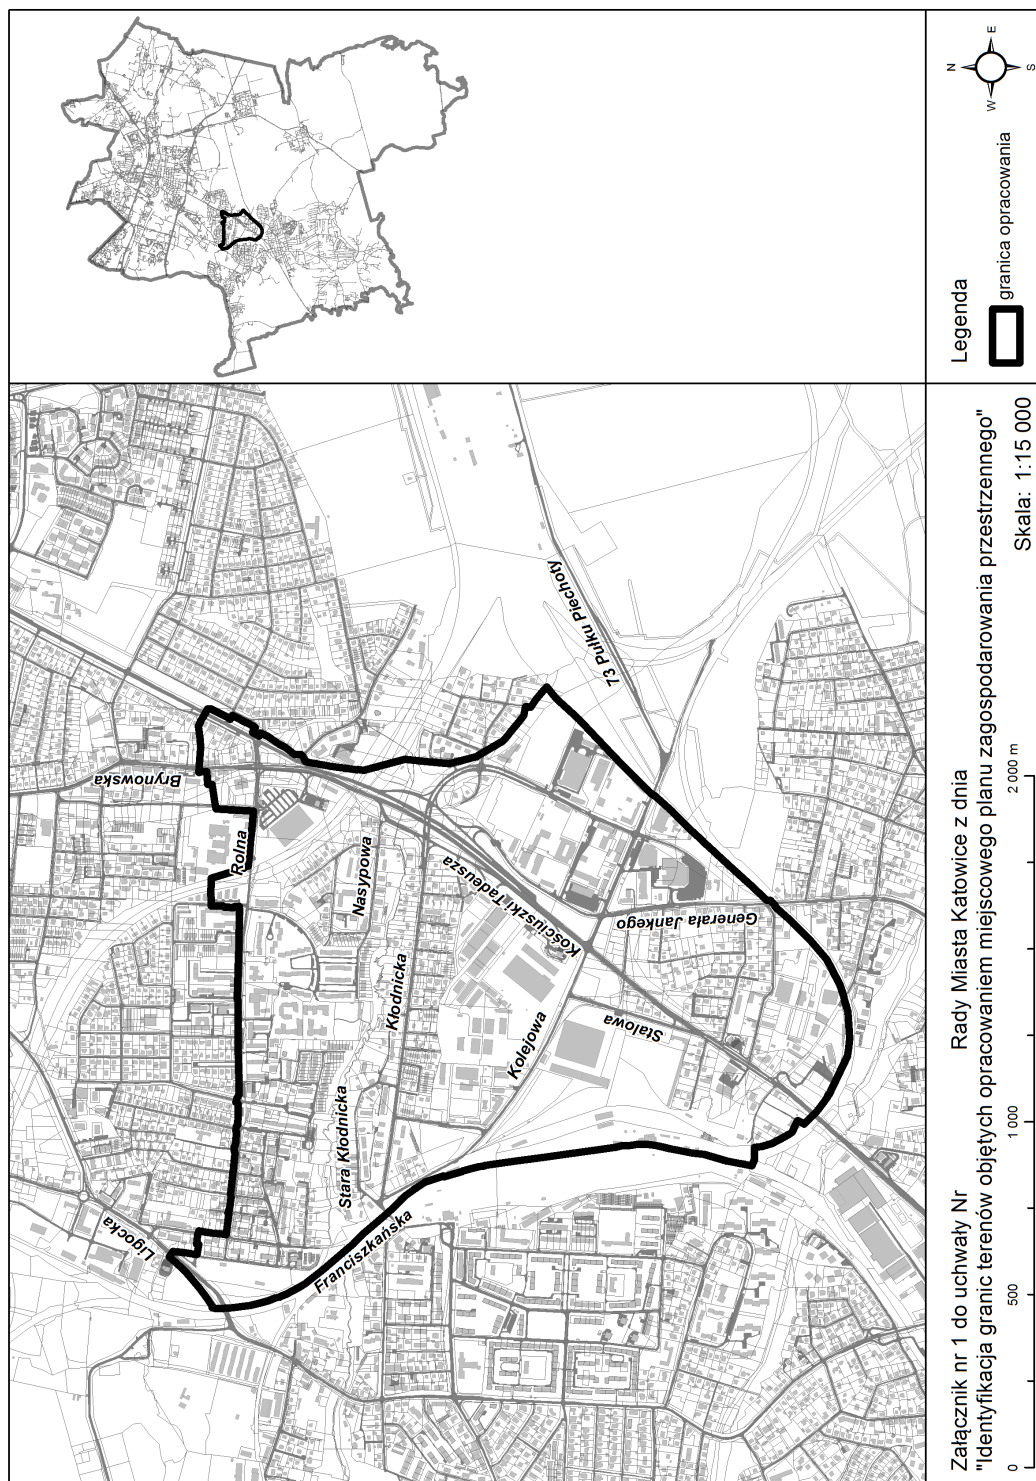 Ligocka
Brynowska
Rolna
Nasypowa
Stara Kłodnicka
Kłodnicka
Franciszkańska
Kościuszki Tadeusza
Kolejowa
Stalowa
Generała Jankego
73 Pułku Piechoty
Załącznik nr 1 do uchwały Nr Rady Miasta Katowice z dnia
"Identyfikacja granic terenów objętych opracowaniem miejscowego planu zagospodarowania przestrzennego"
0 500 1 000 2 000 m
Skala: 1:15 000
Legenda
granica opracowania
N
W E
S